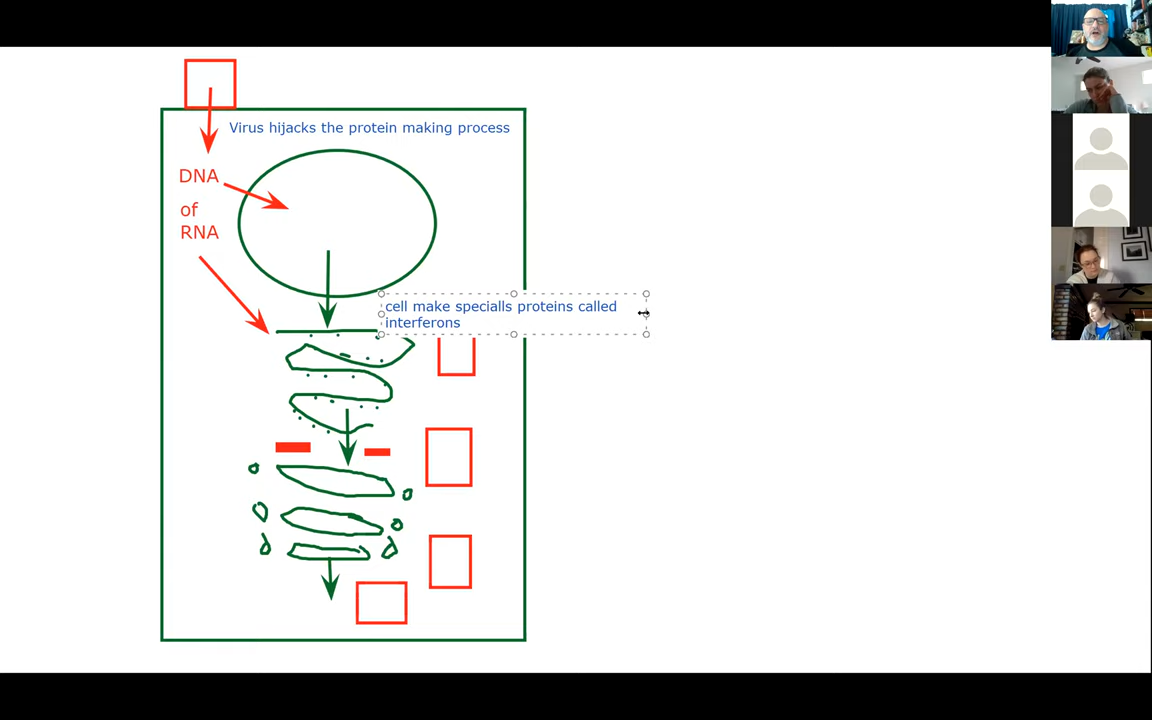 Virus hijacks the protein making process
DNA
of
RNA
cell make specialls proteins called
interferons